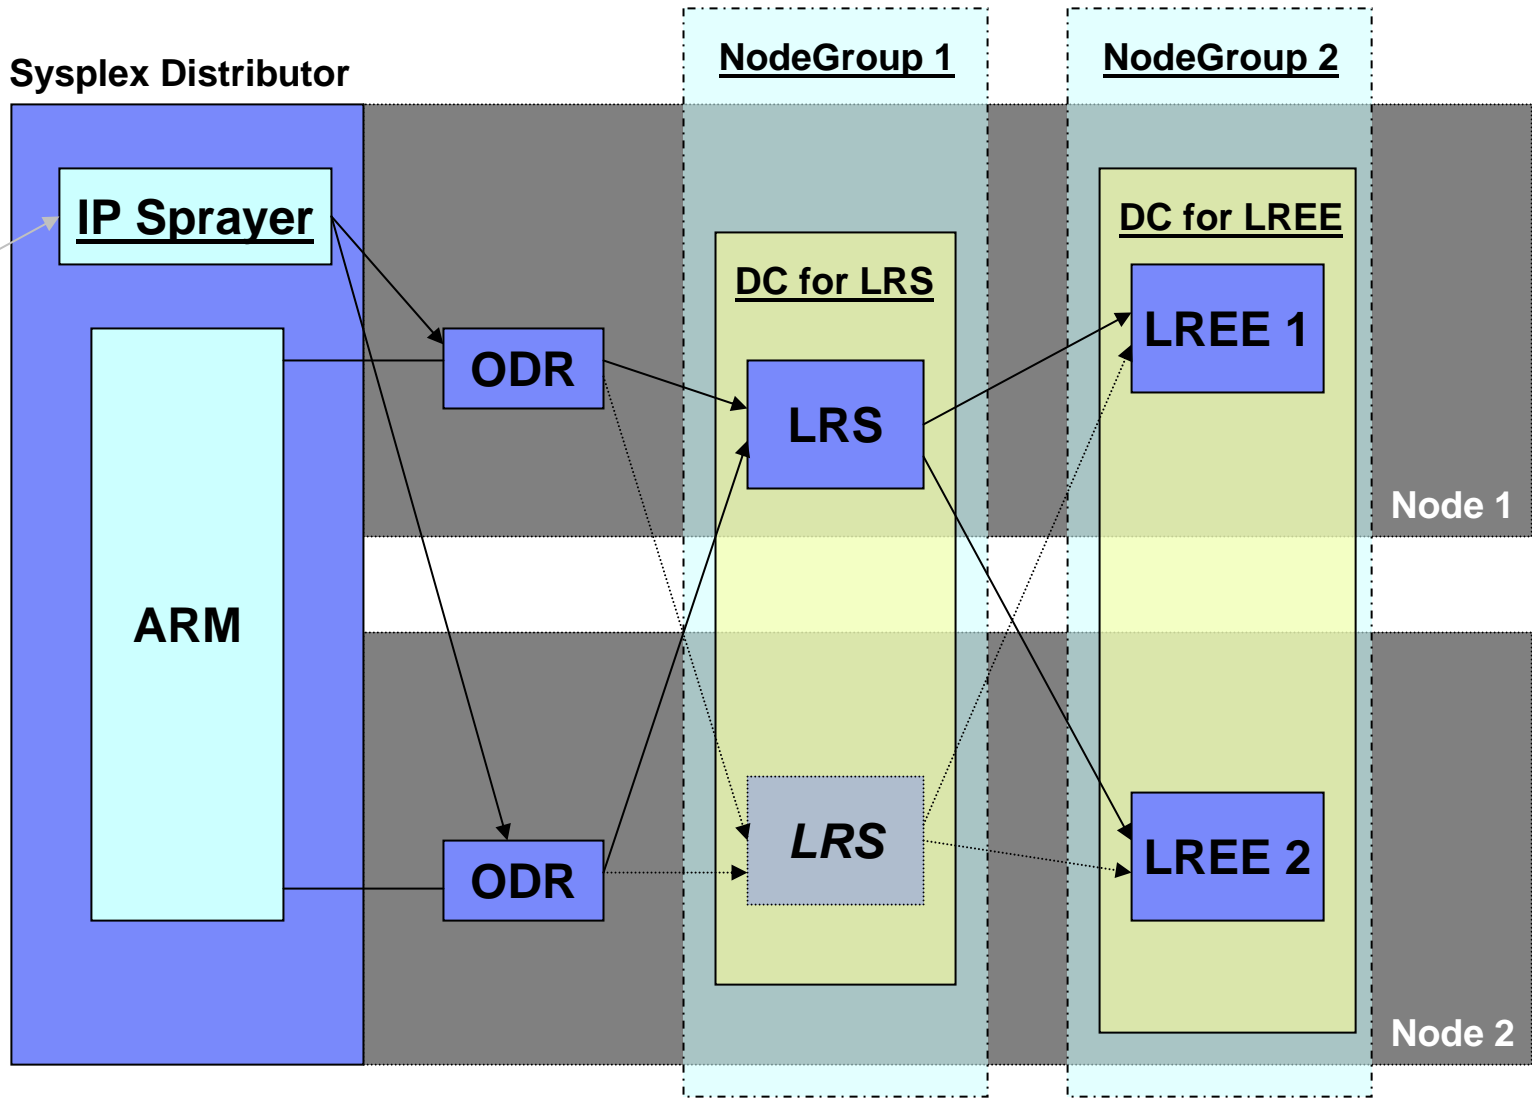 NodeGroup 1
NodeGroup 2
Sysplex Distributor
IP Sprayer
DC for LREE
DC for LRS
LREE 1
ODR
LRS
Node 1
ARM
LRS
LREE 2
ODR
Node 2